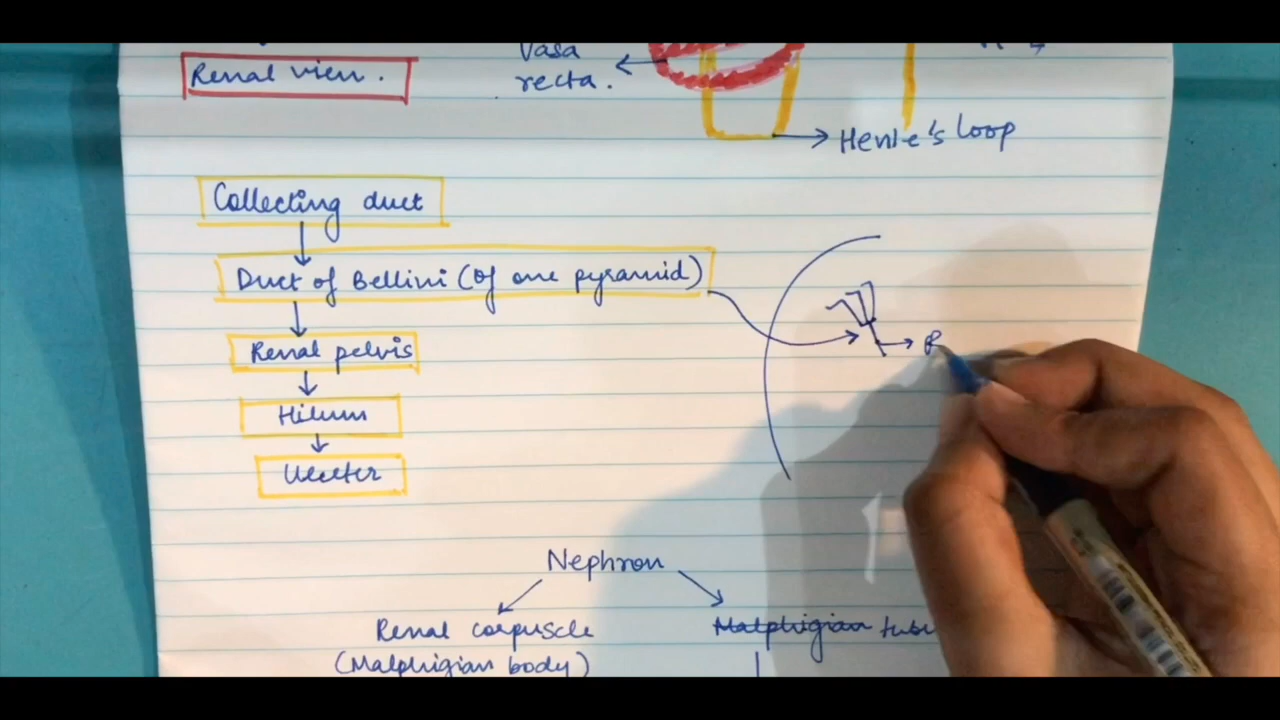 Vasa
recta.
Renal vien.
Henle's loop
Collecting duct
Duct of Bellini (of one pyramid)
Renal pelvis
Hilum
Ureter
Nephron
Renal corpuscle
(Malphigian body)
Malphigian